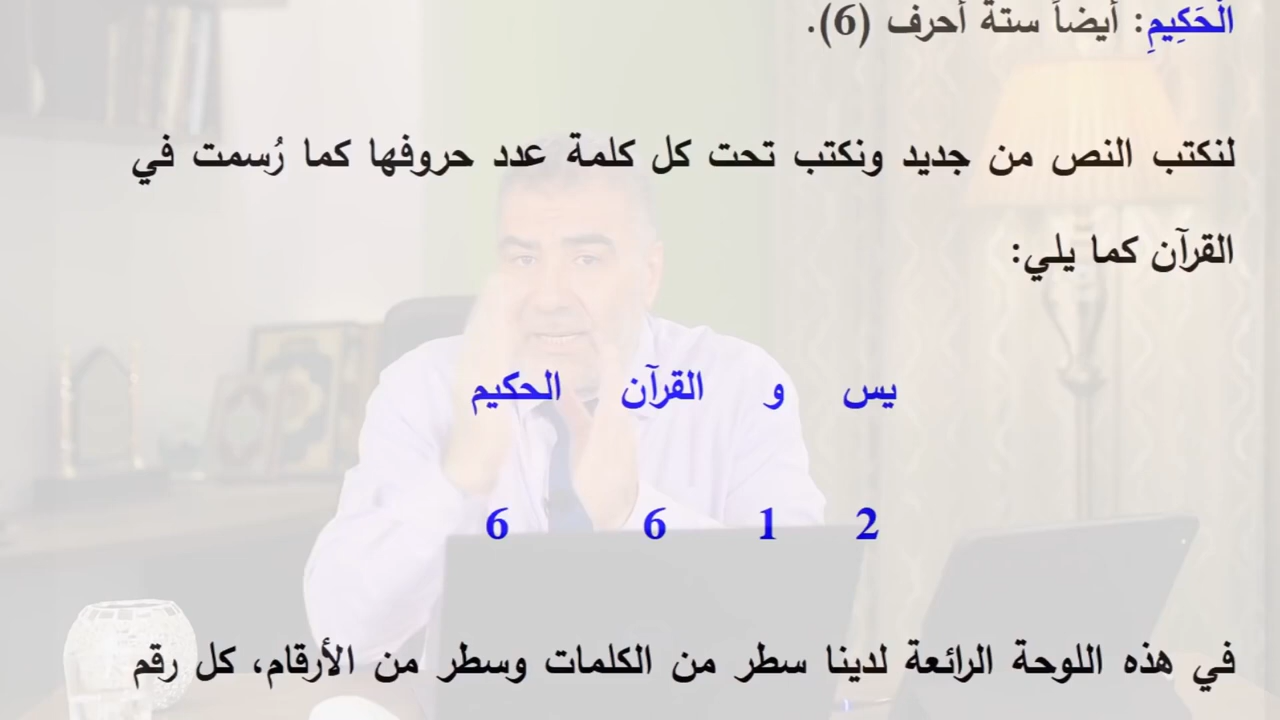 الْحَكِيمِ: أيضاً ستة أحرف (6).
لنكتب النص من جديد ونكتب تحت كل كلمة عدد حروفها كما رُسمت في
القرآن كما يلي:
يس و القرآن الحكيم
2 1 6 6
في هذه اللوحة الرائعة لدينا سطر من الكلمات وسطر من الأرقام، كل رقم